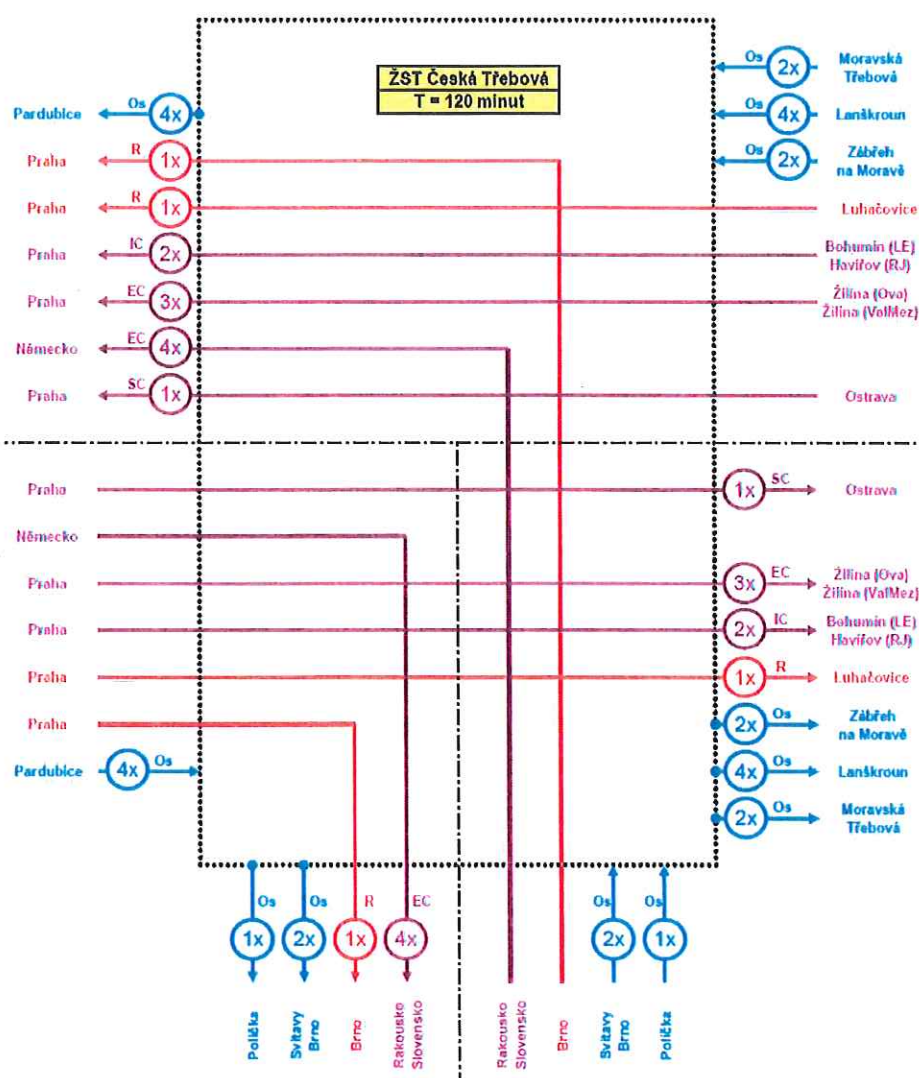 ŽST Česká Třebová
T = 120 minut
Os
2x
Moravská
Třebová
Pardubice
Os
4x
Os
4x
Lanškroun
Praha
R
1x
Os
2x
Zábřeh
na Moravě
Praha
R
1x
Luhačovice
Praha
IC
2x
Bohumín (LE)
Havířov (RJ)
Praha
EC
3x
Žilina (Ova)
Žilina (ValMez)
Německo
EC
4x
Praha
SC
1x
Ostrava
Praha
1x
SC
Ostrava
Německo
Praha
3x
EC
Žilina (Ova)
Žilina (ValMez)
Praha
2x
IC
Bohumín (LE)
Havířov (RJ)
Praha
1x
R
Luhačovice
Praha
2x
Os
Zábřeh
na Moravě
Pardubice
4x
Os
4x
Os
Lanškroun
2x
Os
Moravská
Třebová
Os
Os
R
EC
Os
Os
1x
2x
1x
4x
2x
1x
Polička
Svitavy
Brno
Brno
Rakousko
Slovensko
Rakousko
Slovensko
Brno
Svitavy
Brno
Polička